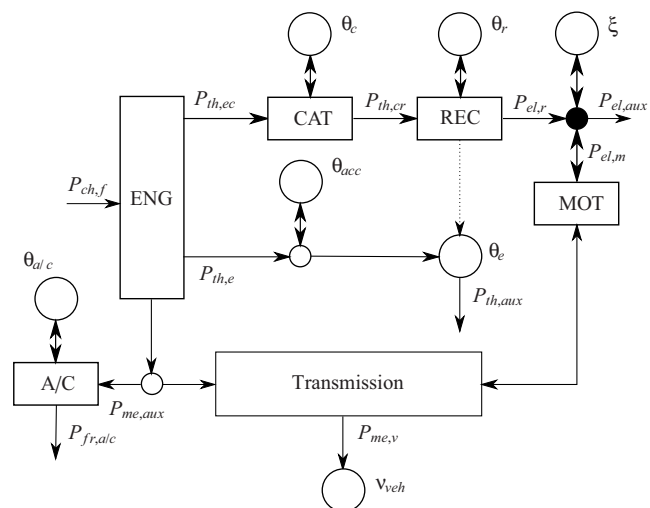 θc
θr
ξ
Pth,ec
Pth,cr
Pel,r
Pel,aux
CAT
REC
Pel,m
θacc
Pch,f
ENG
MOT
θa/c
Pth,e
θe
Pth,aux
A/C
Transmission
Pme,aux
Pfr,a/c
Pme,v
νveh